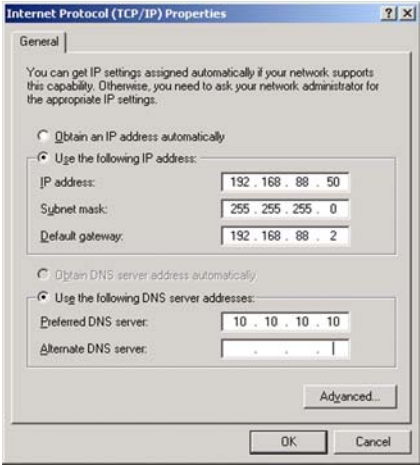 Internet Protocol (TCP/IP) Properties
General
You can get IP settings assigned automatically if your network supports
this capability. Otherwise, you need to ask your network administrator for
the appropriate IP settings.
Obtain an IP address automatically
Use the following IP address:
IP address: 192 . 168 . 88 . 50
Subnet mask: 255 . 255 . 255 . 0
Default gateway: 192 . 168 . 88 . 2
Obtain DNS server address automatically
Use the following DNS server addresses:
Preferred DNS server: 10 . 10 . 10 . 10
Alternate DNS server: . . .
Advanced...
OK Cancel